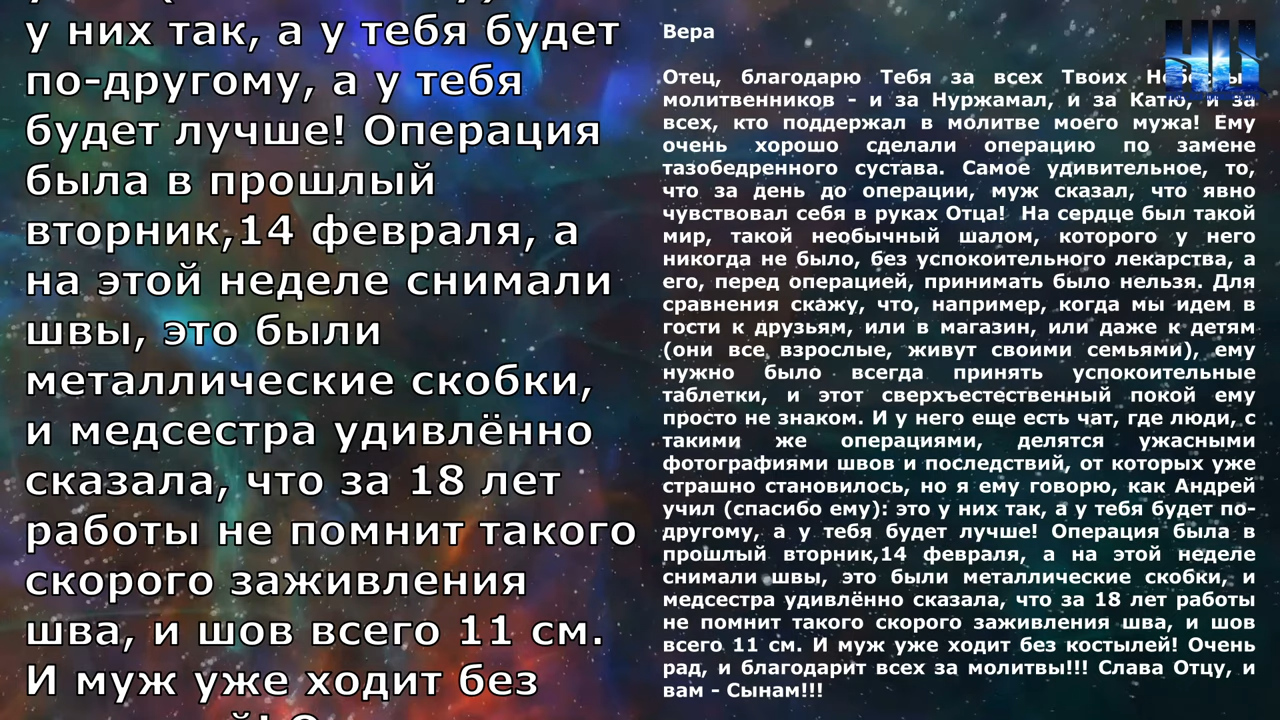 у них так, а у тебя будет
по-другому, а у тебя
будет лучше! Операция
была в прошлый
вторник,14 февраля, а
на этой неделе снимали
швы, это были
металлические скобки,
и медсестра удивлённо
сказала, что за 18 лет
работы не помнит такого
скорого заживления
шва, и шов всего 11 см.
И муж уже ходит без
Вера
Отец, благодарю Тебя за всех Твоих Небесных
молитвенников - и за Нуржамал, и за Катю, и за
всех, кто поддержал в молитве моего мужа! Ему
очень хорошо сделали операцию по замене
тазобедренного сустава. Самое удивительное, то,
что за день до операции, муж сказал, что явно
чувствовал себя в руках Отца! На сердце был такой
мир, такой необычный шалом, которого у него
никогда не было, без успокоительного лекарства, а
его, перед операцией, принимать было нельзя. Для
сравнения скажу, что, например, когда мы идем в
гости к друзьям, или в магазин, или даже к детям
(они все взрослые, живут своими семьями), ему
нужно было всегда принять успокоительные
таблетки, и этот сверхъестественный покой ему
просто не знаком. И у него еще есть чат, где люди, с
такими же операциями, делятся ужасными
фотографиями швов и последствий, от которых уже
страшно становилось, но я ему говорю, как Андрей
учил (спасибо ему): это у них так, а у тебя будет по-
другому, а у тебя будет лучше! Операция была в
прошлый вторник,14 февраля, а на этой неделе
снимали швы, это были металлические скобки, и
медсестра удивлённо сказала, что за 18 лет работы
не помнит такого скорого заживления шва, и шов
всего 11 см. И муж уже ходит без костылей! Очень
рад, и благодарит всех за молитвы!!! Слава Отцу, и
вам - Сынам!!!